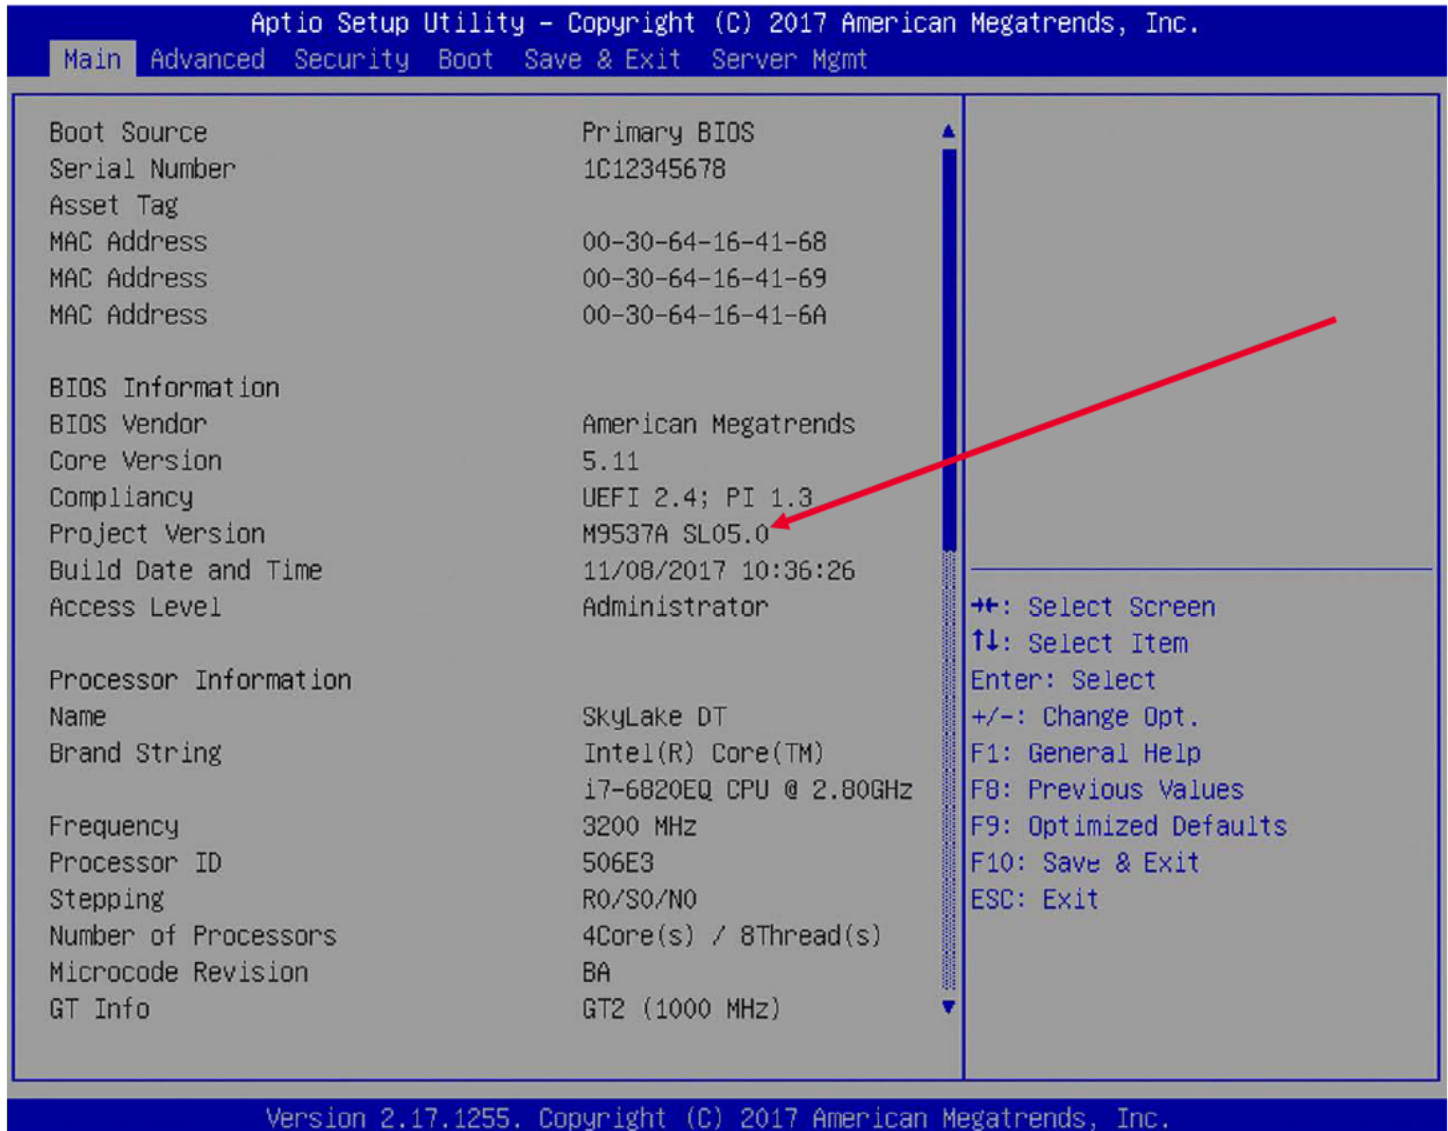 Aptio Setup Utility – Copyright (C) 2017 American Megatrends, Inc.
Main Advanced Security Boot Save & Exit Server Mgmt
Boot Source Primary BIOS
Serial Number 1C12345678
Asset Tag
MAC Address 00-30-64-16-41-68
MAC Address 00-30-64-16-41-69
MAC Address 00-30-64-16-41-6A
BIOS Information
BIOS Vendor American Megatrends
Core Version 5.11
Compliancy UEFI 2.4; PI 1.3
Project Version M9537A SL05.0
Build Date and Time 11/08/2017 10:36:26
Access Level Administrator
Processor Information
Name SkyLake DT
Brand String Intel(R) Core(TM)
i7-6820EQ CPU @ 2.80GHz
Frequency 3200 MHz
Processor ID 506E3
Stepping R0/S0/N0
Number of Processors 4Core(s) / 8Thread(s)
Microcode Revision BA
GT Info GT2 (1000 MHz)
→←: Select Screen
↑↓: Select Item
Enter: Select
+/-: Change Opt.
F1: General Help
F8: Previous Values
F9: Optimized Defaults
F10: Save & Exit
ESC: Exit
Version 2.17.1255. Copyright (C) 2017 American Megatrends, Inc.